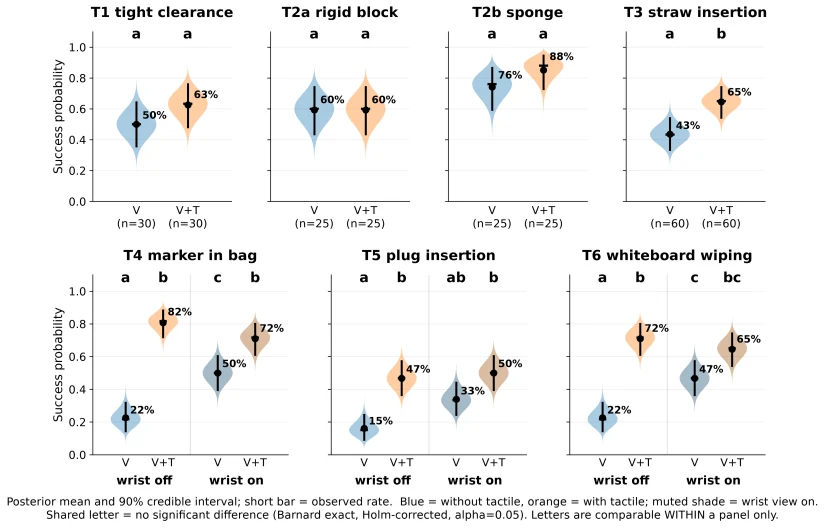 T1 tight clearance
T2a rigid block
T2b sponge
T3 straw insertion
a a
a a
a a
a b
Success probability
1.0
0.8
0.6
0.4
0.2
0.0
50%
63%
60%
60%
76%
88%
43%
65%
V V+T
(n=30) (n=30)
V V+T
(n=25) (n=25)
V V+T
(n=25) (n=25)
V V+T
(n=60) (n=60)
T4 marker in bag
T5 plug insertion
T6 whiteboard wiping
a b c b
a b ab b
a b c bc
Success probability
1.0
0.8
0.6
0.4
0.2
0.0
22%
82%
50%
72%
15%
47%
33%
50%
22%
72%
47%
65%
V V+T V V+T
wrist off wrist on
V V+T V V+T
wrist off wrist on
V V+T V V+T
wrist off wrist on
Posterior mean and 90% credible interval; short bar = observed rate.  Blue = without tactile, orange = with tactile; muted shade = wrist view on.
Shared letter = no significant difference (Barnard exact, Holm-corrected, alpha=0.05). Letters are comparable WITHIN a panel only.